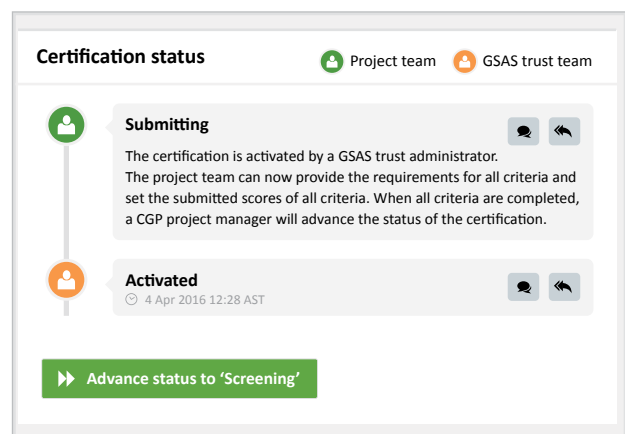 Certification status
Project team
GSAS trust team
Submitting
The certification is activated by a GSAS trust administrator.
The project team can now provide the requirements for all criteria and
set the submitted scores of all criteria. When all criteria are completed,
a CGP project manager will advance the status of the certification.
Activated
4 Apr 2016 12:28 AST
Advance status to ‘Screening’